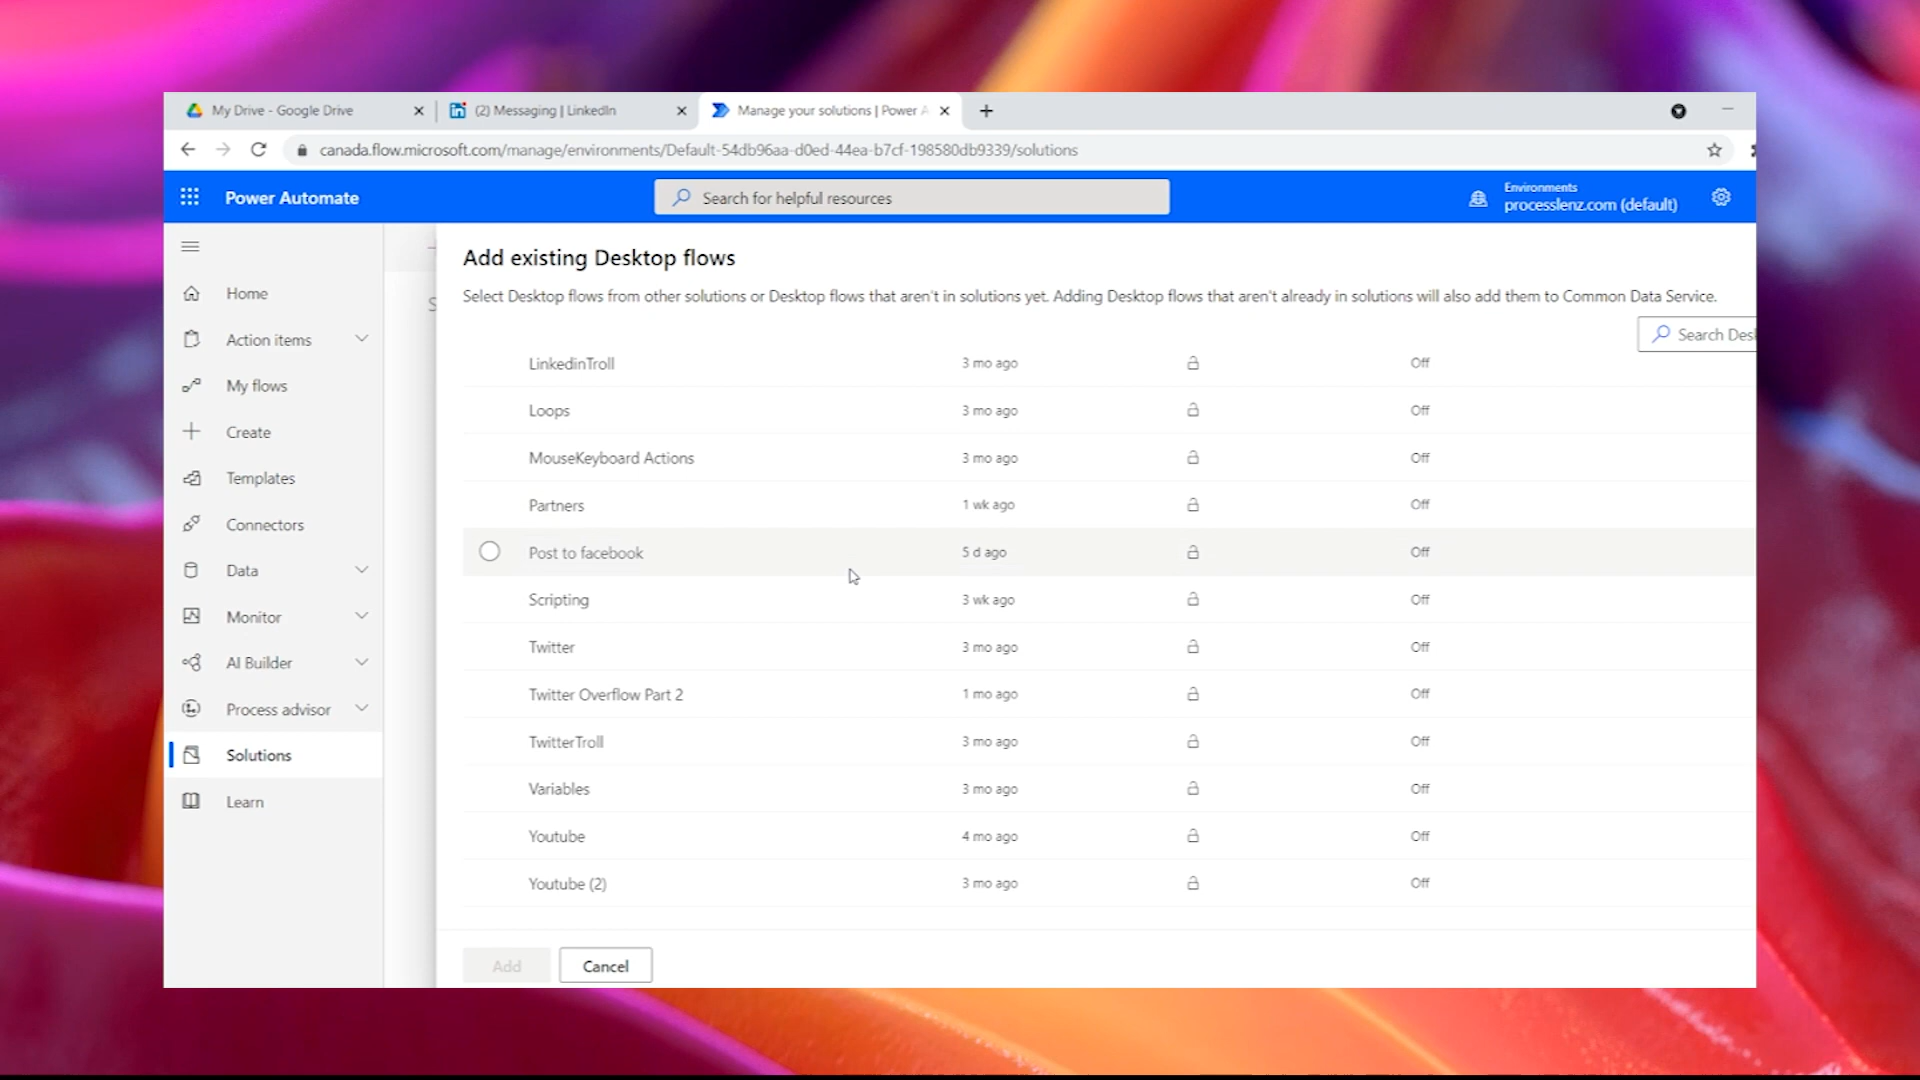 My Drive - Google Drive
(2) Messaging | LinkedIn
Manage your solutions | Power A
canada.flow.microsoft.com/manage/environments/Default-54db96aa-d0ed-44ea-b7cf-198580db9339/solutions
Power Automate
Search for helpful resources
Environments
processlenz.com (default)
Home
Action items
My flows
Create
Templates
Connectors
Data
Monitor
AI Builder
Process advisor
Solutions
Learn
S
Add existing Desktop flows
Select Desktop flows from other solutions or Desktop flows that aren't in solutions yet. Adding Desktop flows that aren't already in solutions will also add them to Common Data Service.
Search Des
LinkedinTroll 3 mo ago Off
Loops 3 mo ago Off
MouseKeyboard Actions 3 mo ago Off
Partners 1 wk ago Off
Post to facebook 5 d ago Off
Scripting 3 wk ago Off
Twitter 3 mo ago Off
Twitter Overflow Part 2 1 mo ago Off
TwitterTroll 3 mo ago Off
Variables 3 mo ago Off
Youtube 4 mo ago Off
Youtube (2) 3 mo ago Off
Add
Cancel